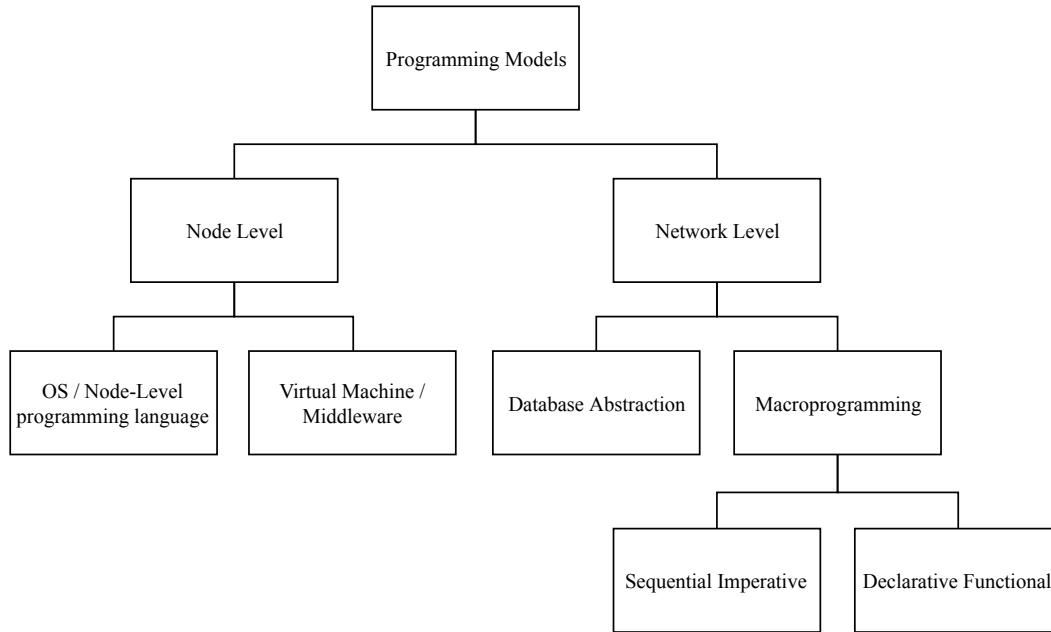 Programming Models
Node Level
Network Level
OS / Node-Level
programming language
Virtual Machine /
Middleware
Database Abstraction
Macroprogramming
Sequential Imperative
Declarative Functional